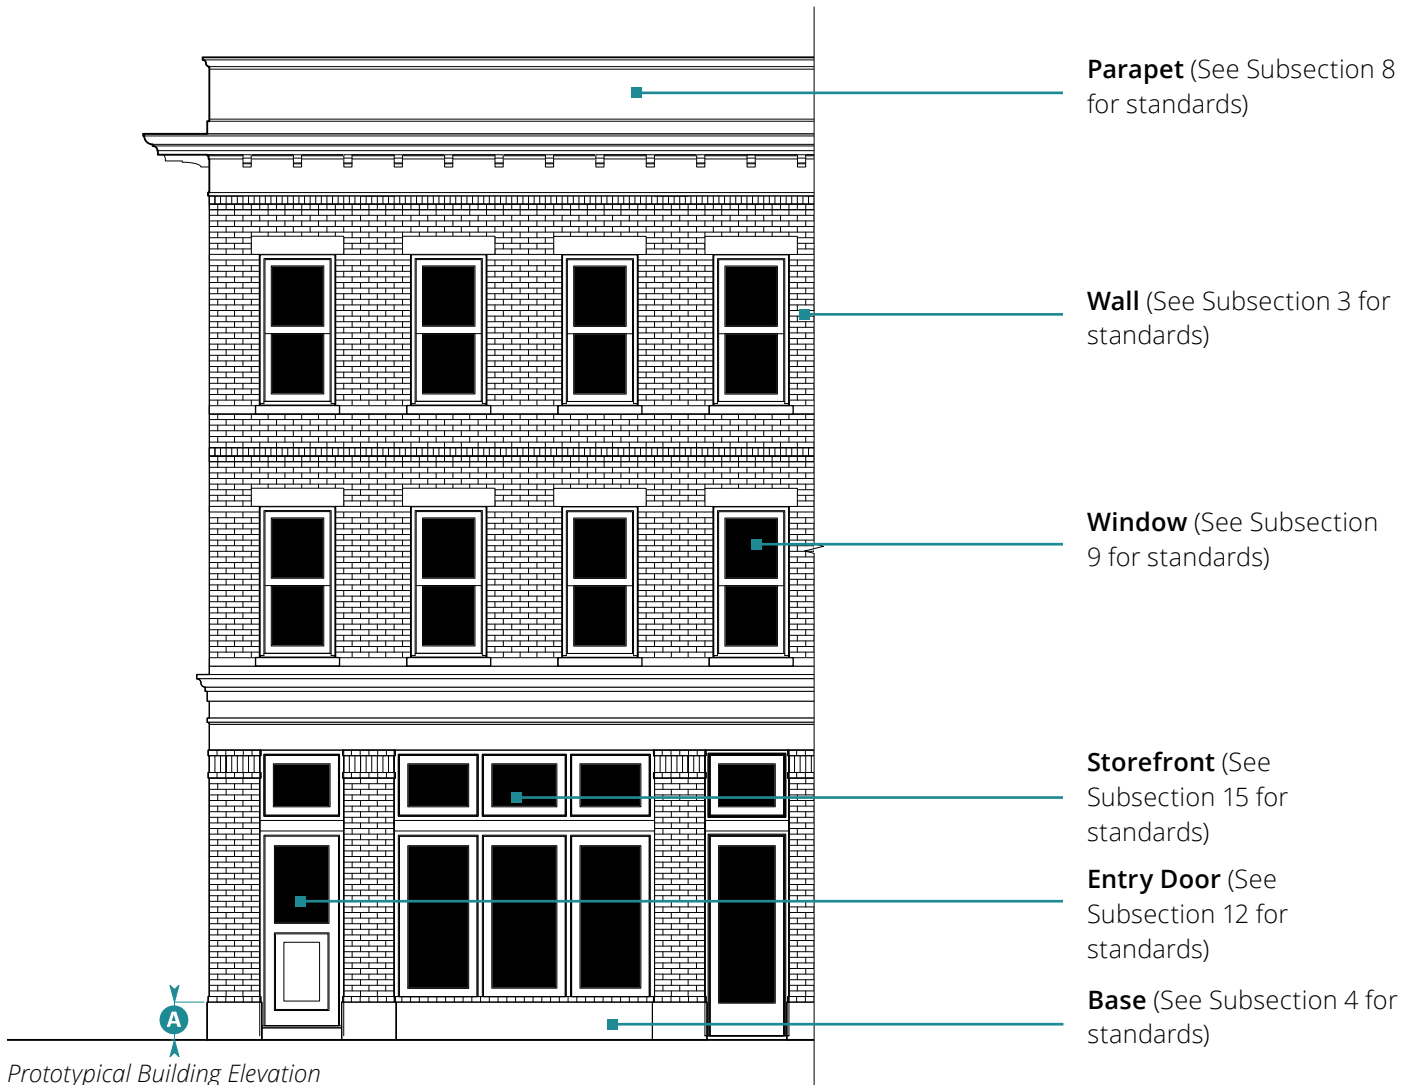 Parapet (See Subsection 8
for standards)
Wall (See Subsection 3 for
standards)
Window (See Subsection
9 for standards)
Storefront (See
Subsection 15 for
standards)
Entry Door (See
Subsection 12 for
standards)
Base (See Subsection 4 for
standards)
A
Prototypical Building Elevation